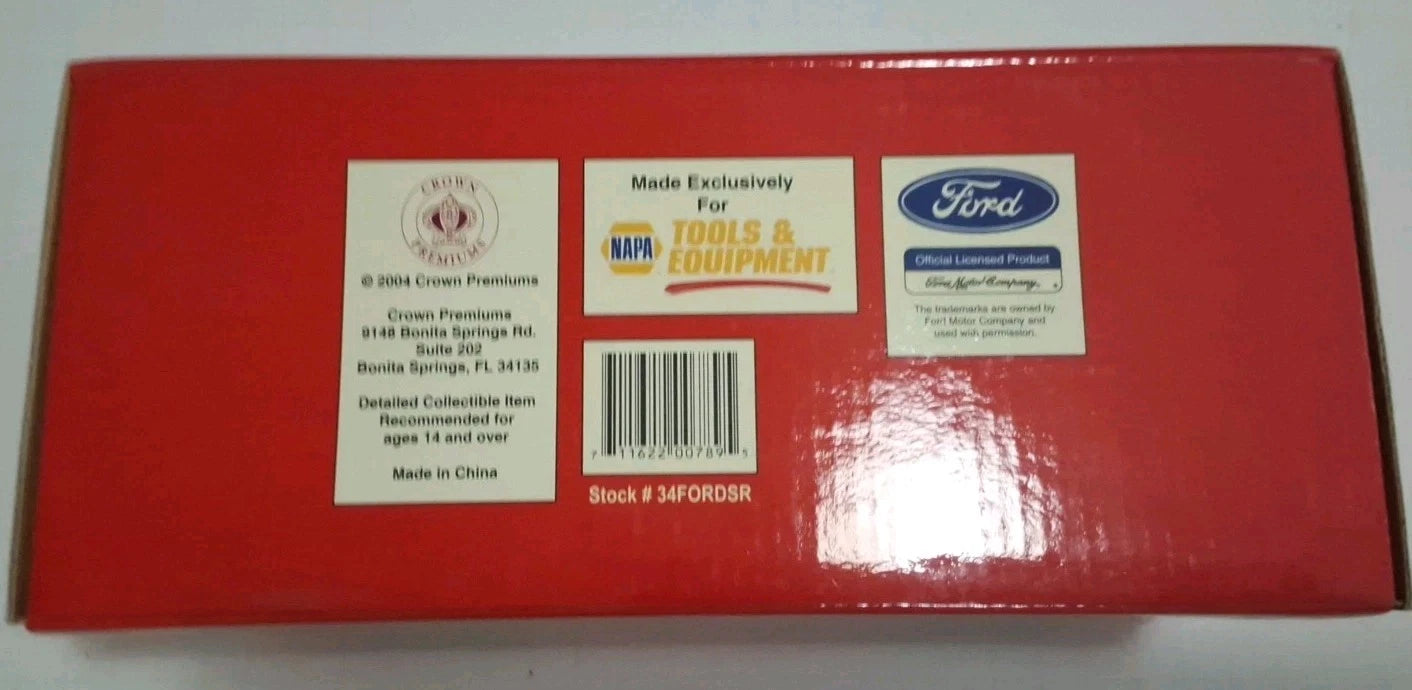 CROWN
PREMIUMS
© 2004 Crown Premiums
Crown Premiums
9148 Bonita Springs Rd.
Suite 202
Bonita Springs, FL 34135
Detailed Collectible Item
Recommended for
ages 14 and over
Made in China
Made Exclusively
For
NAPA
TOOLS &
EQUIPMENT
7 11622 00789 5
Stock # 34FORDSR
Ford
Official Licensed Product
Ford Motor Company
The trademarks are owned by
Ford Motor Company and
used with permission.